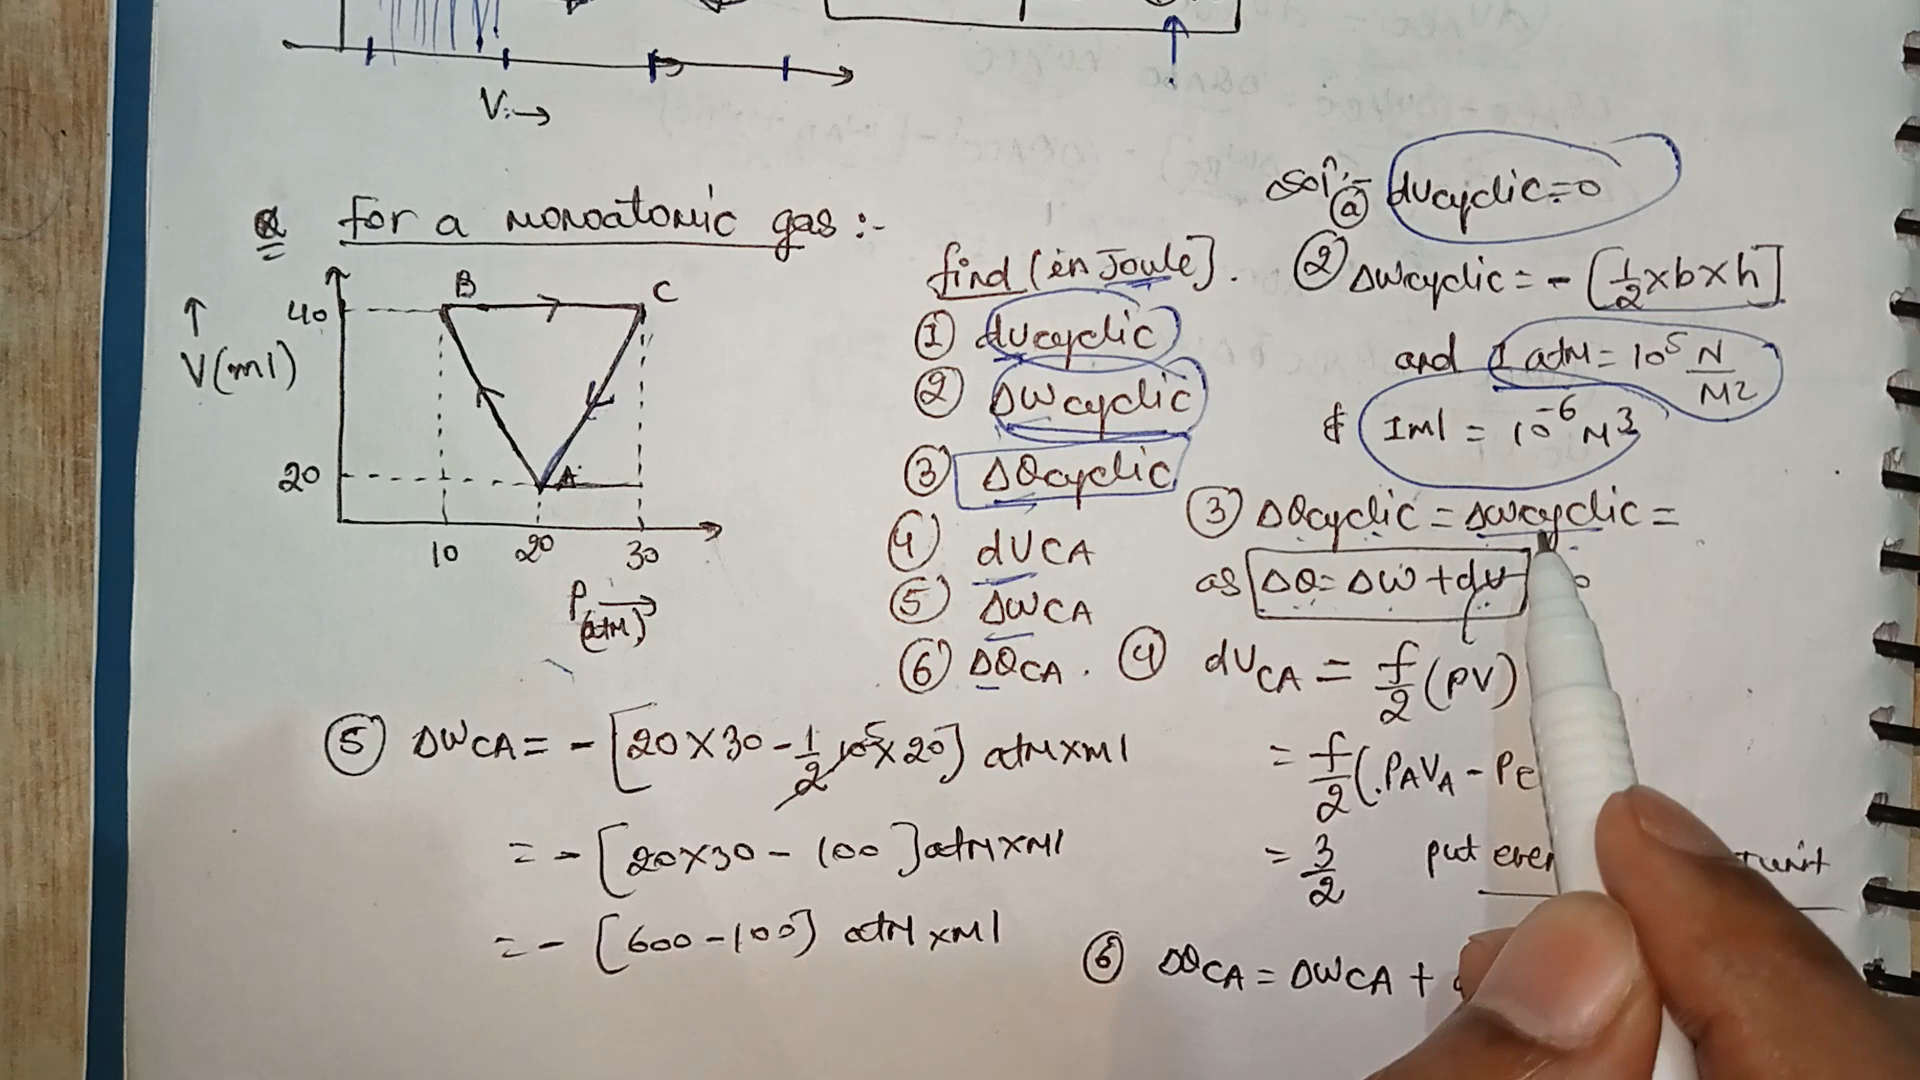 V:→
Q for a monoatomic gas :-
↑
V(ml)
40
20
B
C
A
10 20 30
P→
(atm)
find (in Joule).
① dUcyclic
② ΔWcyclic
③ ΔQcyclic
④ dUCA
⑤ ΔWCA
⑥ ΔQCA.
Soln:-
ⓐ dUcyclic=0
② ΔWcyclic = - [1/2 × b × h]
and 1 atm = 10⁵ N/M²
& 1ml = 10⁻⁶ M³
③ ΔQcyclic = ΔWcyclic =
as ΔQ = ΔW + dU
④ dUCA = f/2 (PV)
= f/2 (PAVA - P
= 3/2 put unit
⑤ ΔWCA = - [20×30 - 1/2 10⁵×20] atm×ml
= - [20×30 - 100] atm×ml
= - [600-100] atm×ml
⑥ ΔQCA = ΔWCA +